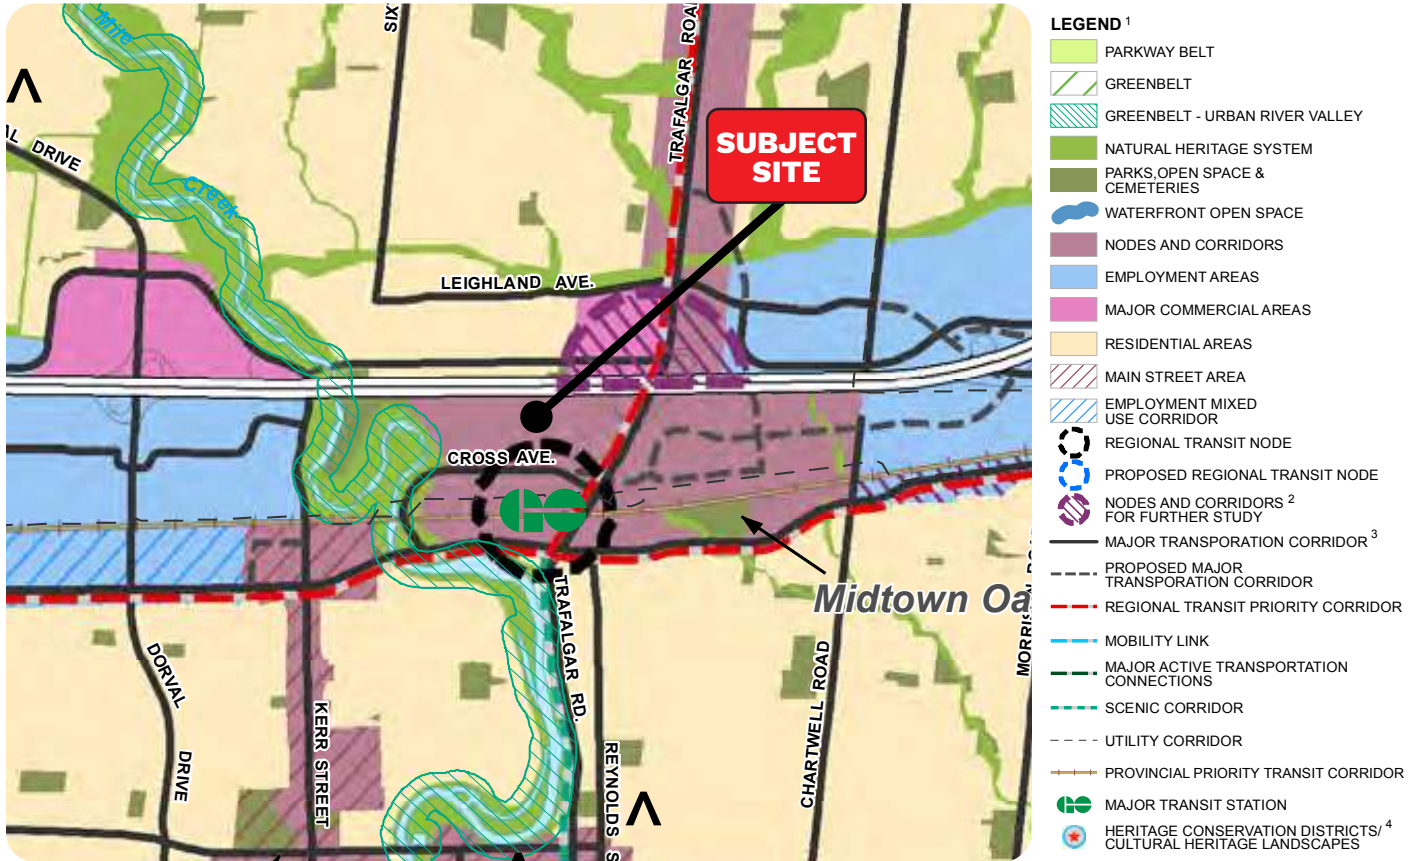 Mile
SIXT
TRAFALGAR ROAD
AL DRIVE
SUBJECT
SITE
Creek
LEIGHLAND AVE.
CROSS AVE.
GO
Midtown Oa
TRAFALGAR RD.
DORVAL
DRIVE
KERR STREET
REYNOLDS S
CHARTWELL ROAD
LEGEND 1
PARKWAY BELT
GREENBELT
GREENBELT - URBAN RIVER VALLEY
NATURAL HERITAGE SYSTEM
PARKS,OPEN SPACE &
CEMETERIES
WATERFRONT OPEN SPACE
NODES AND CORRIDORS
EMPLOYMENT AREAS
MAJOR COMMERCIAL AREAS
RESIDENTIAL AREAS
MAIN STREET AREA
EMPLOYMENT MIXED
USE CORRIDOR
REGIONAL TRANSIT NODE
PROPOSED REGIONAL TRANSIT NODE
NODES AND CORRIDORS 2
FOR FURTHER STUDY
MAJOR TRANSPORATION CORRIDOR 3
PROPOSED MAJOR
TRANSPORATION CORRIDOR
REGIONAL TRANSIT PRIORITY CORRIDOR
MOBILITY LINK
MAJOR ACTIVE TRANSPORTATION
CONNECTIONS
SCENIC CORRIDOR
UTILITY CORRIDOR
PROVINCIAL PRIORITY TRANSIT CORRIDOR
GO MAJOR TRANSIT STATION
HERITAGE CONSERVATION DISTRICTS/ 4
CULTURAL HERITAGE LANDSCAPES